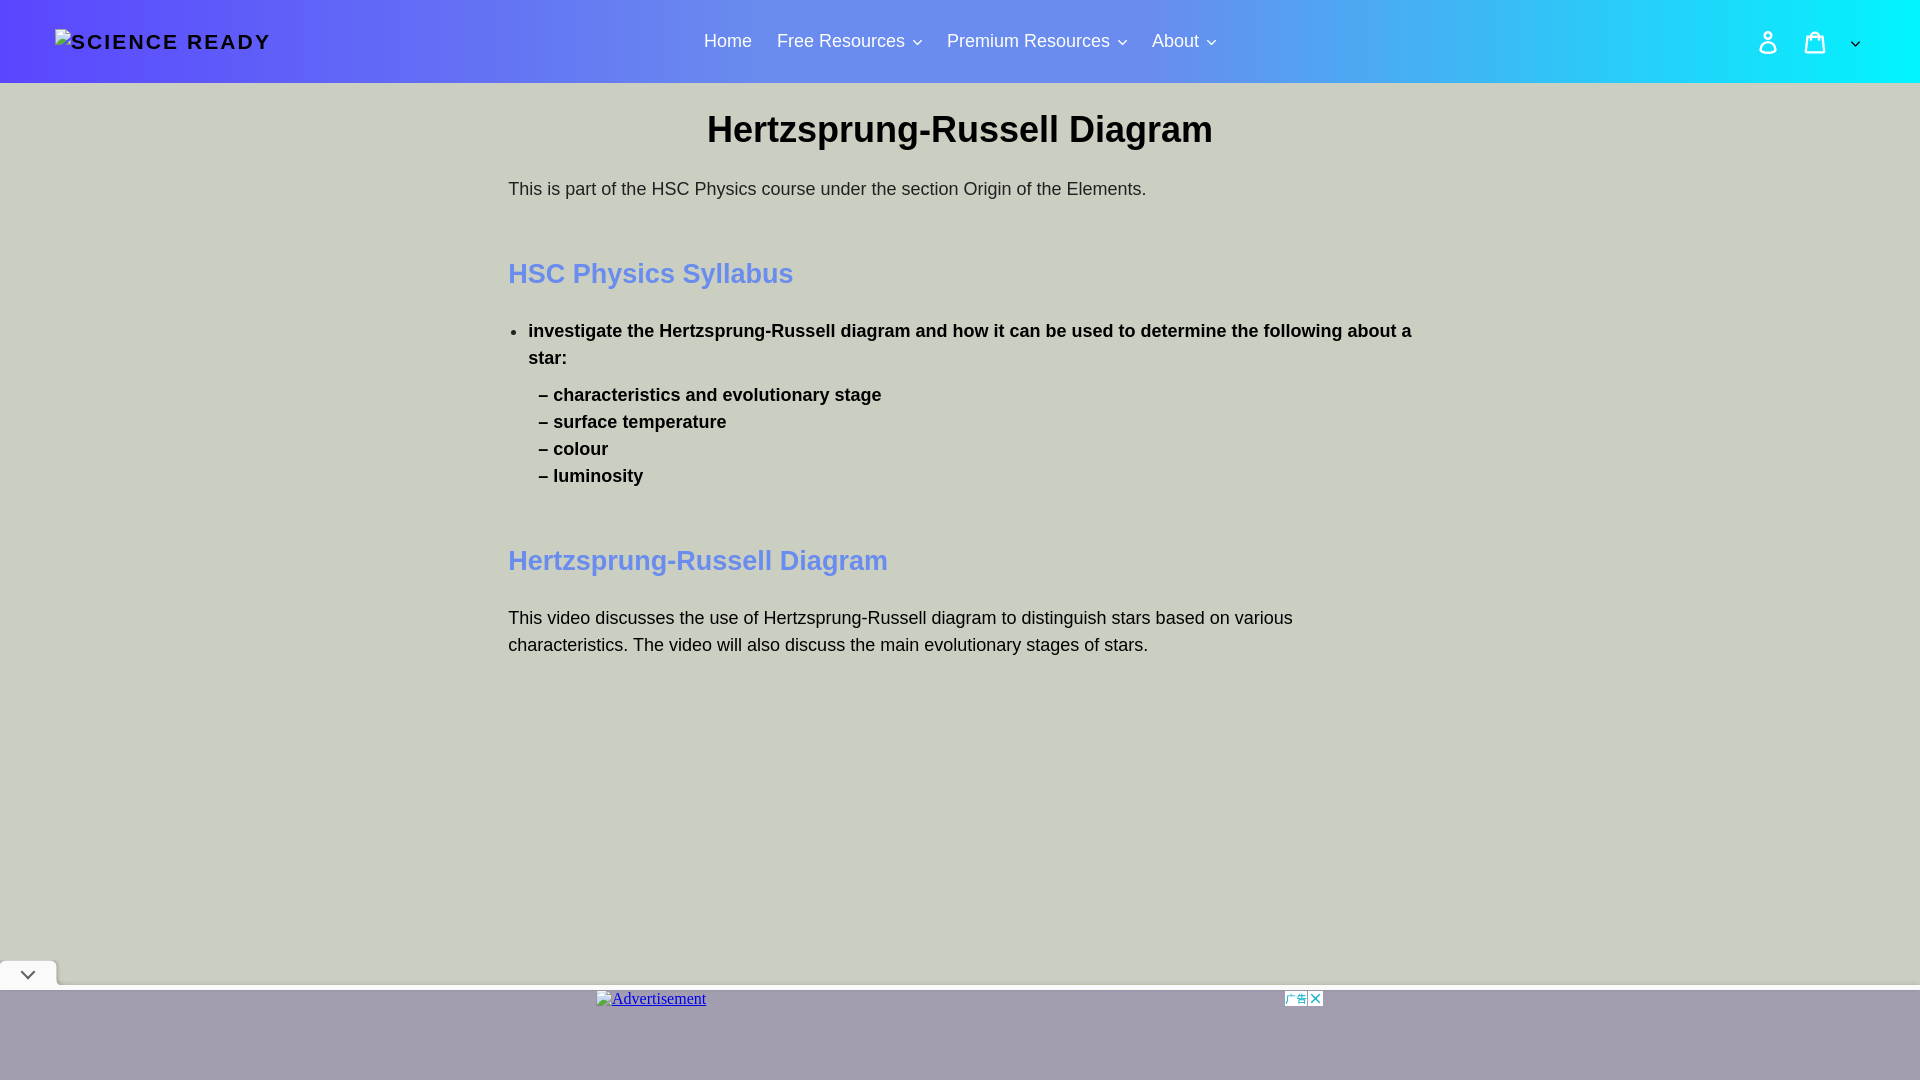 SCIENCE READY
Home
Free Resources
Premium Resources
About
Hertzsprung-Russell Diagram
This is part of the HSC Physics course under the section Origin of the Elements.
HSC Physics Syllabus
investigate the Hertzsprung-Russell diagram and how it can be used to determine the following about a
star:
– characteristics and evolutionary stage
– surface temperature
– colour
– luminosity
Hertzsprung-Russell Diagram
This video discusses the use of Hertzsprung-Russell diagram to distinguish stars based on various
characteristics. The video will also discuss the main evolutionary stages of stars.
Advertisement
广告